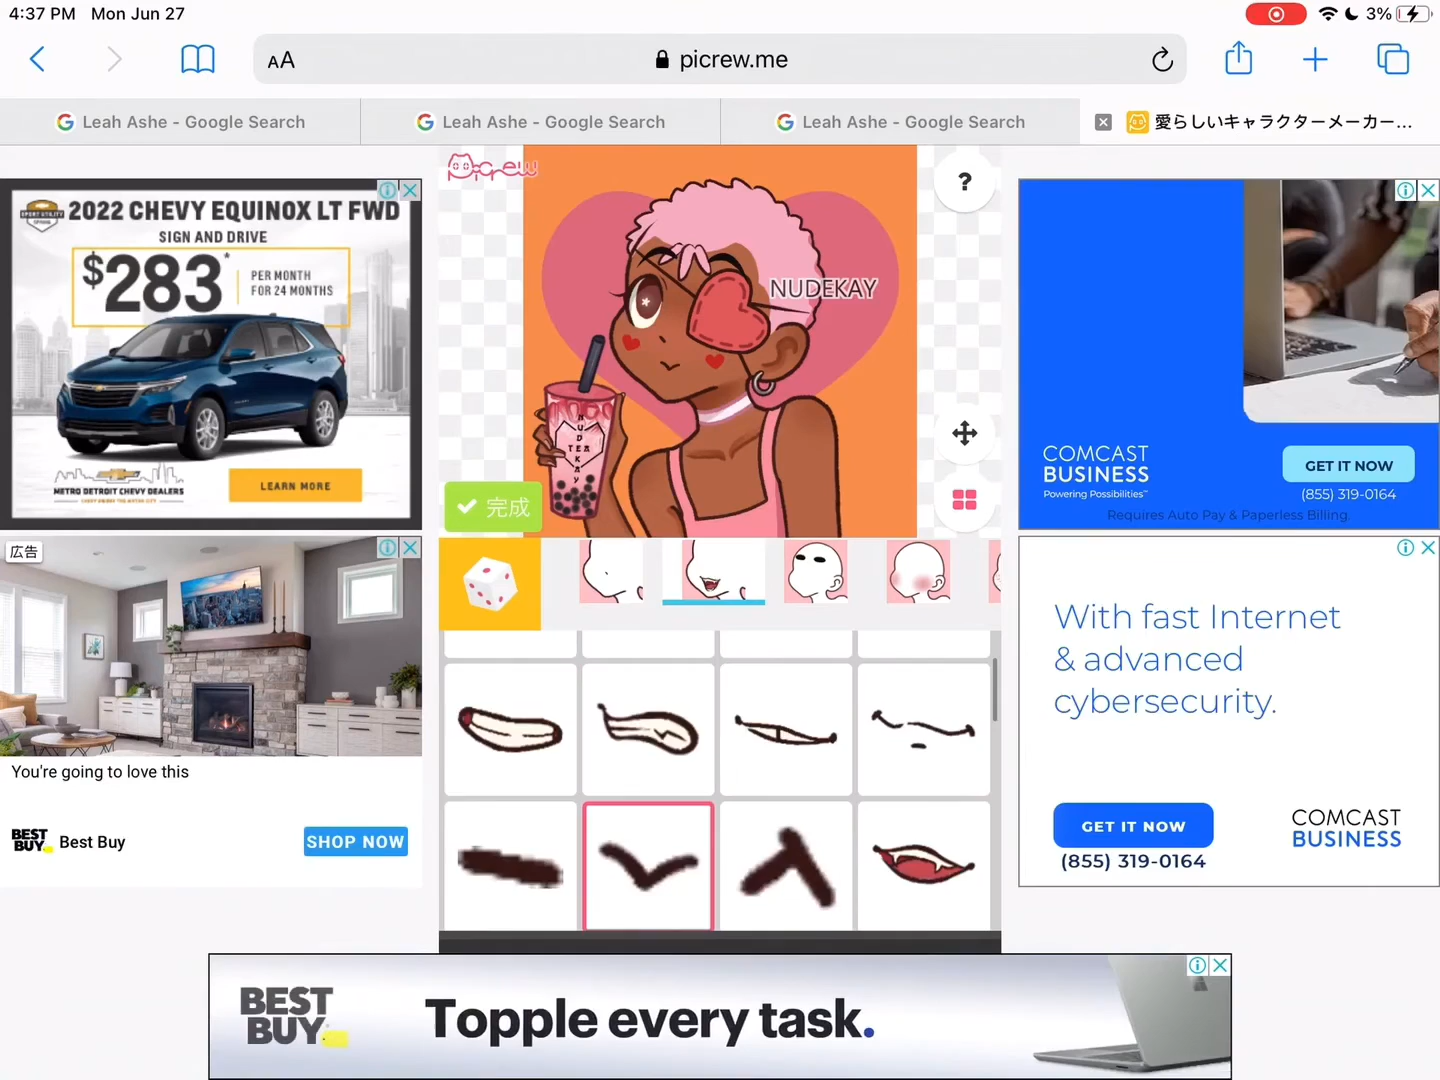 4:37 PM Mon Jun 27
3%
AA
picrew.me
Leah Ashe - Google Search
Leah Ashe - Google Search
Leah Ashe - Google Search
愛らしいキャラクターメーカー...
Picrew
?
SPORT UTILITY
2022 CHEVY EQUINOX LT FWD
SIGN AND DRIVE
$283*
PER MONTH
FOR 24 MONTHS
METRO DETROIT CHEVY DEALERS
LEARN MORE
NUDEKAY
NUDEKAY
TEA
完成
COMCAST
BUSINESS
Powering Possibilities™
GET IT NOW
(855) 319-0164
Requires Auto Pay & Paperless Billing.
広告
You're going to love this
BEST
BUY
Best Buy
SHOP NOW
With fast Internet
& advanced
cybersecurity.
GET IT NOW
(855) 319-0164
COMCAST
BUSINESS
BEST
BUY
Topple every task.